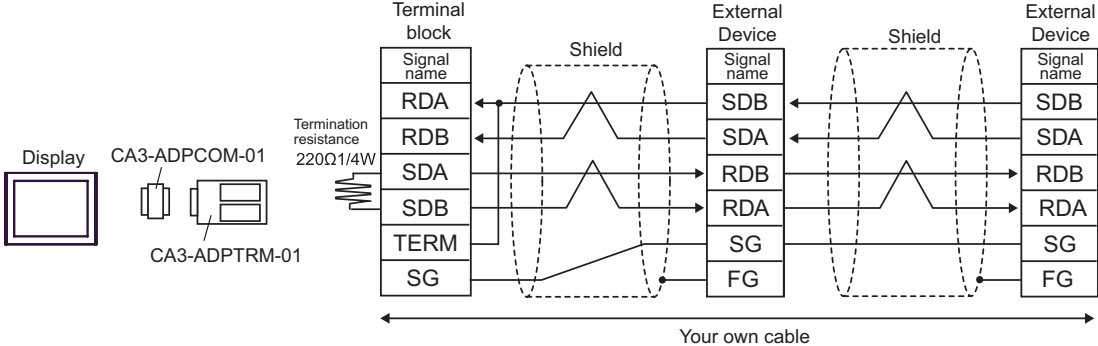 Display
CA3-ADPCOM-01
CA3-ADPTRM-01
Termination
resistance
220Ω1/4W
Terminal
block
Signal
name
RDA
RDB
SDA
SDB
TERM
SG
Shield
External
Device
Signal
name
SDB
SDA
RDB
RDA
SG
FG
Shield
External
Device
Signal
name
SDB
SDA
RDB
RDA
SG
FG
Your own cable